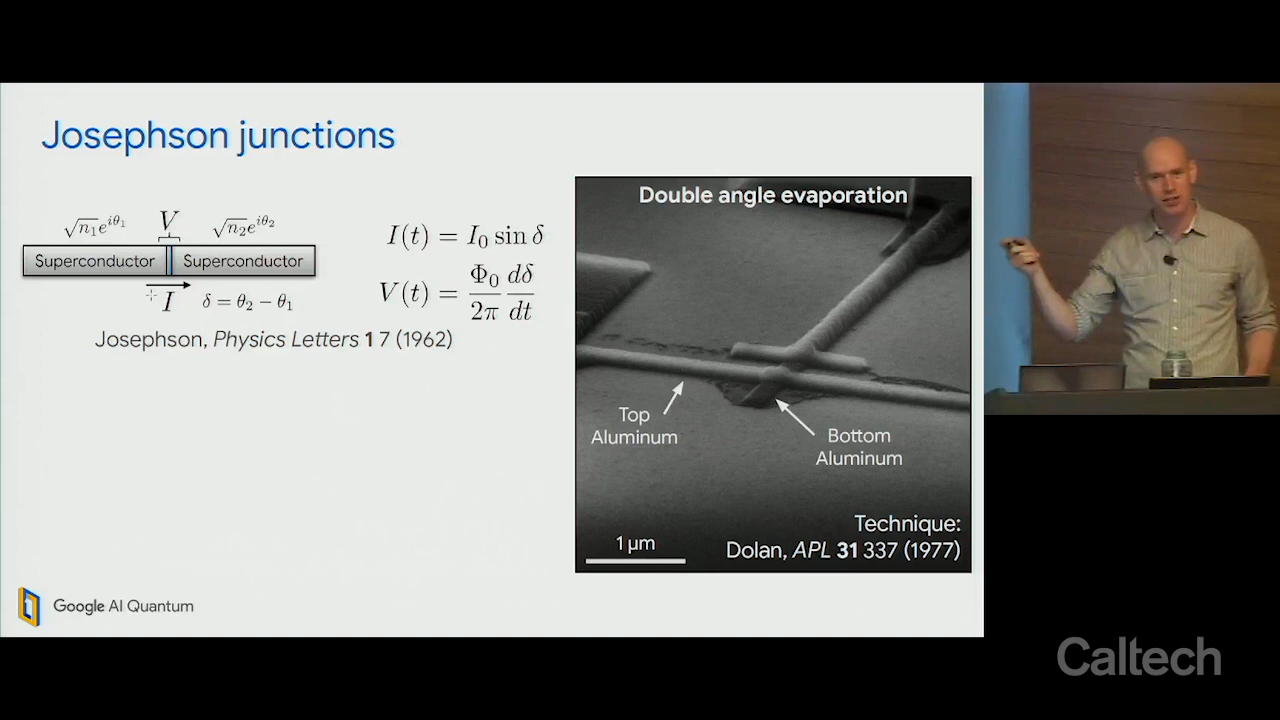 Josephson junctions
√n₁e^{iθ₁} V √n₂e^{iθ₂}
Superconductor Superconductor
I δ = θ₂ − θ₁
I(t) = I₀ sin δ
V(t) = Φ₀/2π dδ/dt
Josephson, Physics Letters 1 7 (1962)
Double angle evaporation
Top
Aluminum
Bottom
Aluminum
1 µm
Technique:
Dolan, APL 31 337 (1977)
Google AI Quantum
Caltech